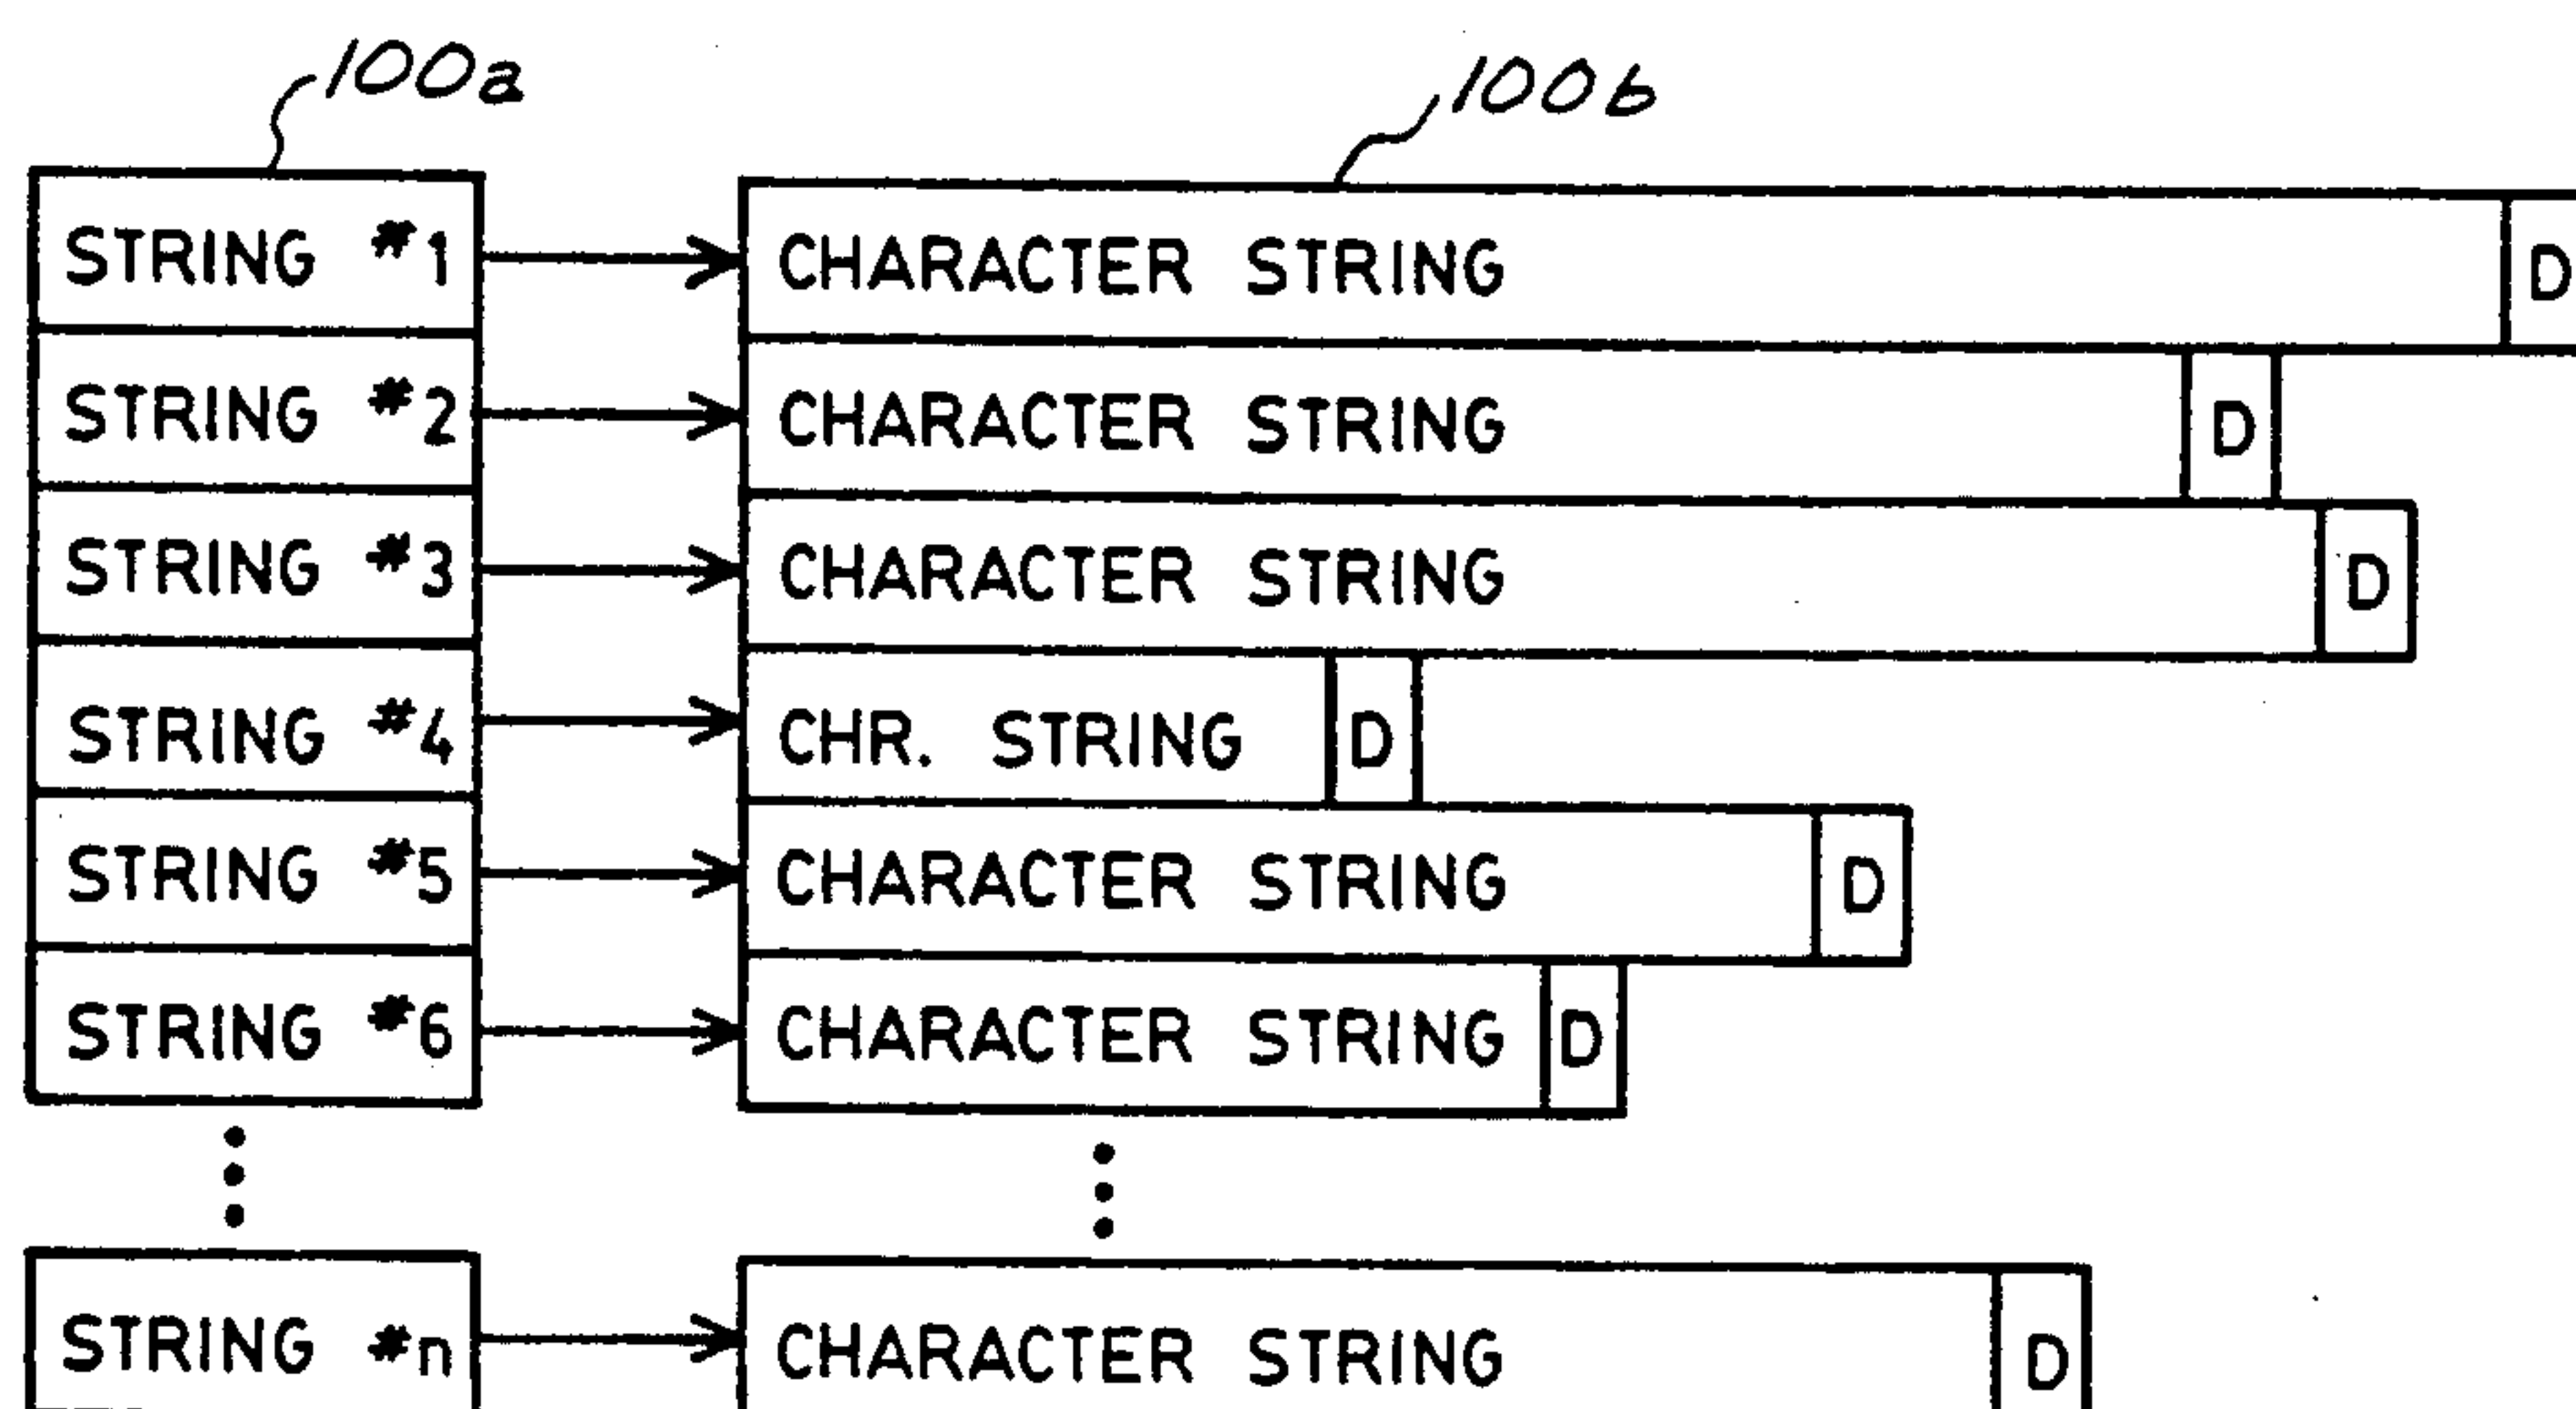 100a 100b
STRING #1 CHARACTER STRING D
STRING #2 CHARACTER STRING D
STRING #3 CHARACTER STRING D
STRING #4 CHR. STRING D
STRING #5 CHARACTER STRING D
STRING #6 CHARACTER STRING D
STRING #n CHARACTER STRING D